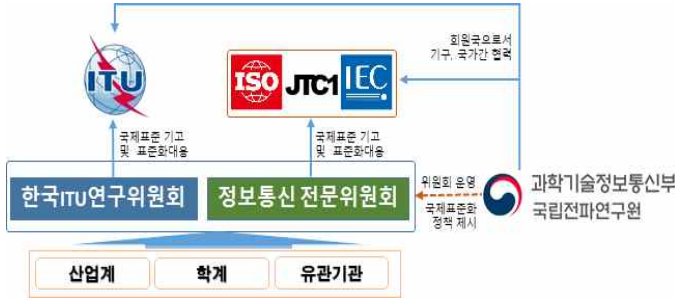 회원국으로서
기구, 국가간 협력
ITU
ISO JTC1 IEC
국제표준 기고
및 표준화대응
국제표준 기고
및 표준화대응
한국ITU연구위원회
정보통신 전문위원회
위원회 운영
국제표준화
정책 제시
과학기술정보통신부
국립전파연구원
산업계
학계
유관기관